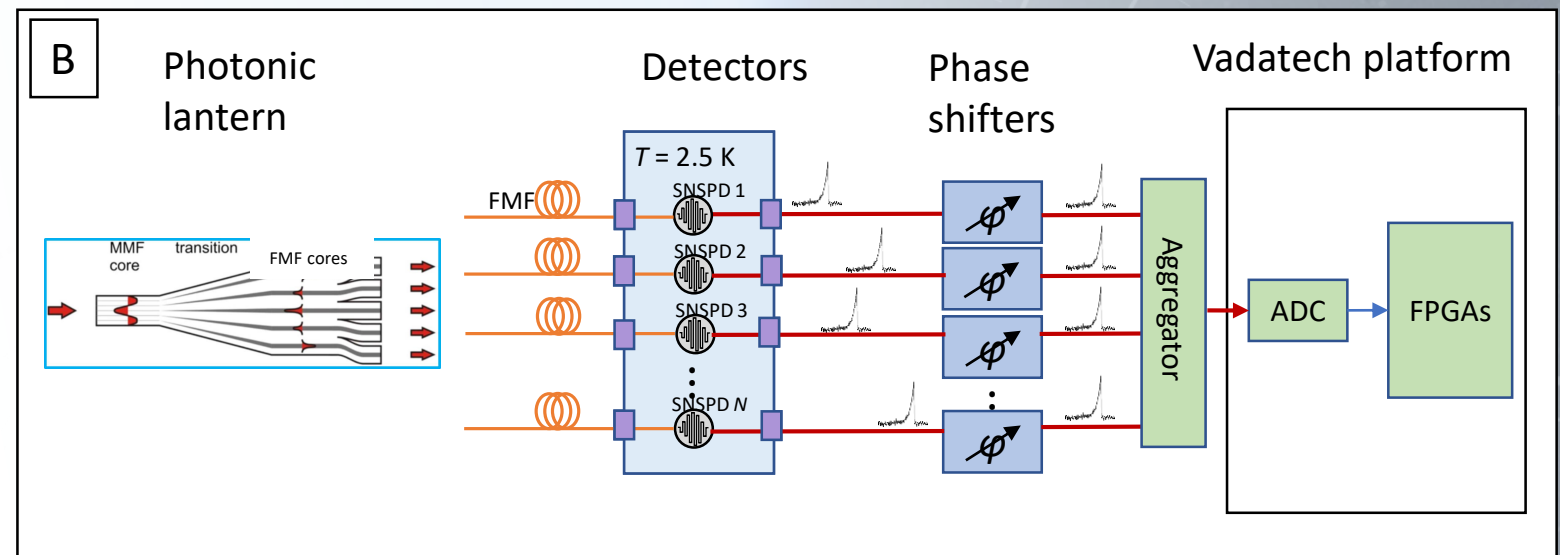 B
Photonic
lantern
Detectors
Phase
shifters
Vadatech platform
MMF
core
transition
FMF cores
FMF
T = 2.5 K
SNSPD 1
SNSPD 2
SNSPD 3
SNSPD N
φ
φ
φ
φ
Aggregator
ADC
FPGAs